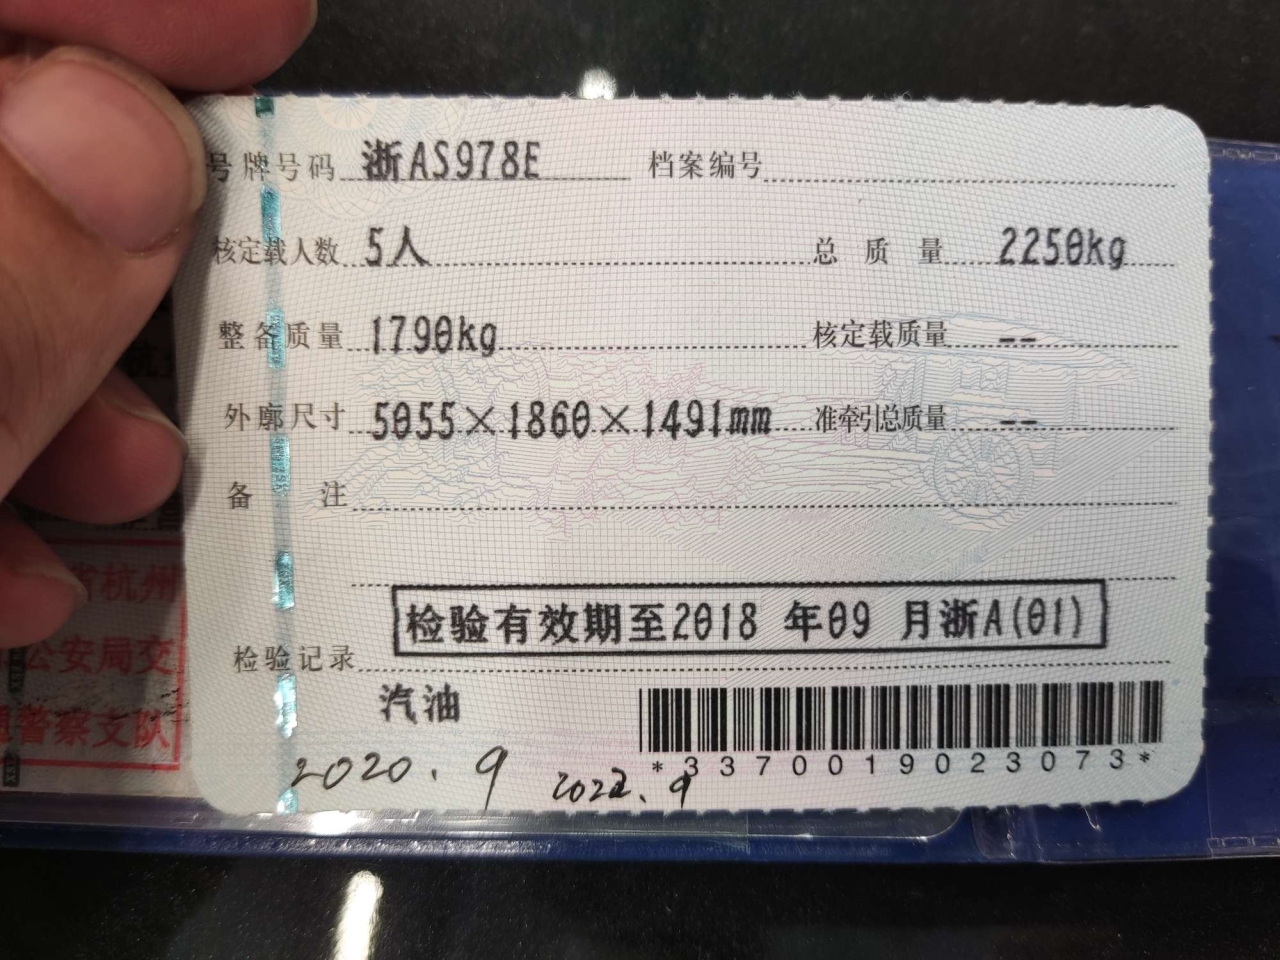 号牌号码 浙AS978E 档案编号
核定载人数 5人 总质量 2250kg
整备质量 1790kg 核定载质量 --
外廓尺寸 5055×1860×1491mm 准牵引总质量 --
备注
检验有效期至2018 年09 月浙A(01)
检验记录
汽油
*3370019023073*
2020.9 2022.9
杭州
公安局交
警察支队